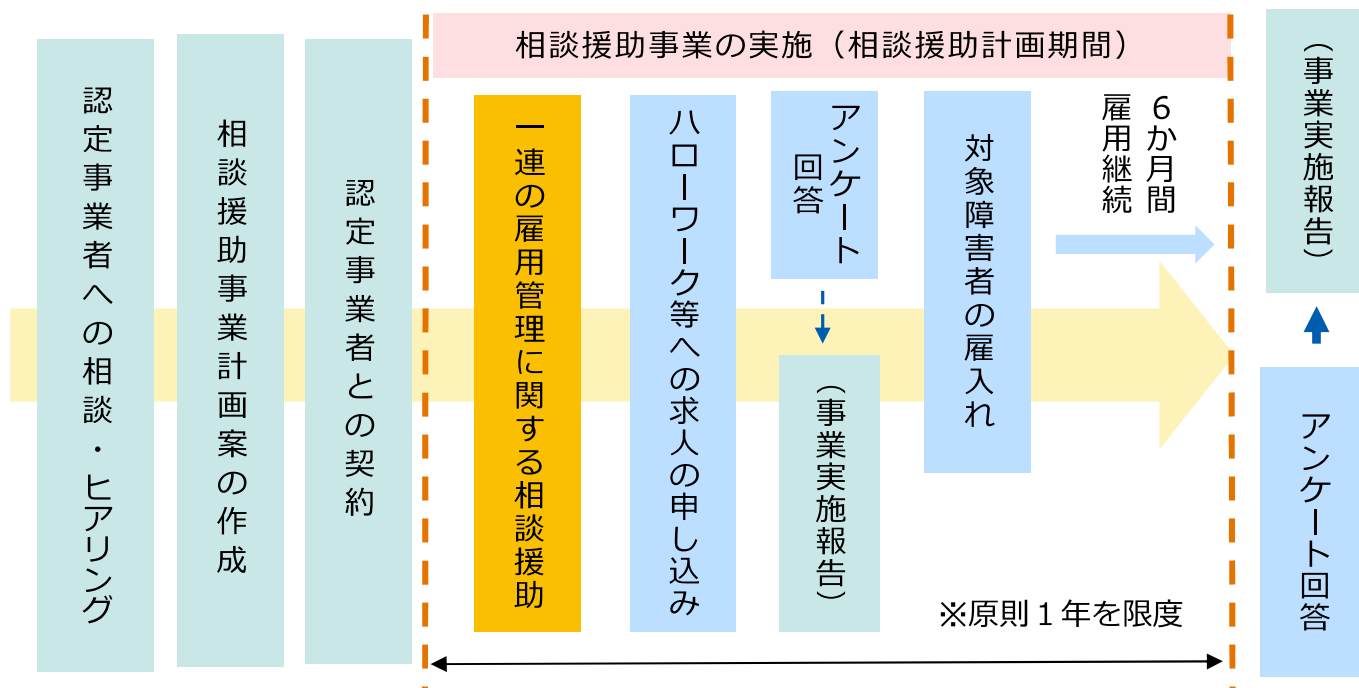 認定事業者への相談・ヒアリング
相談援助事業計画案の作成
認定事業者との契約
相談援助事業の実施（相談援助計画期間）
一連の雇用管理に関する相談援助
ハローワーク等への求人の申し込み
アンケート
回答
（事業実施報告）
対象障害者の雇入れ
６か月間
雇用継続
※原則１年を限度
（事業実施報告）
アンケート回答